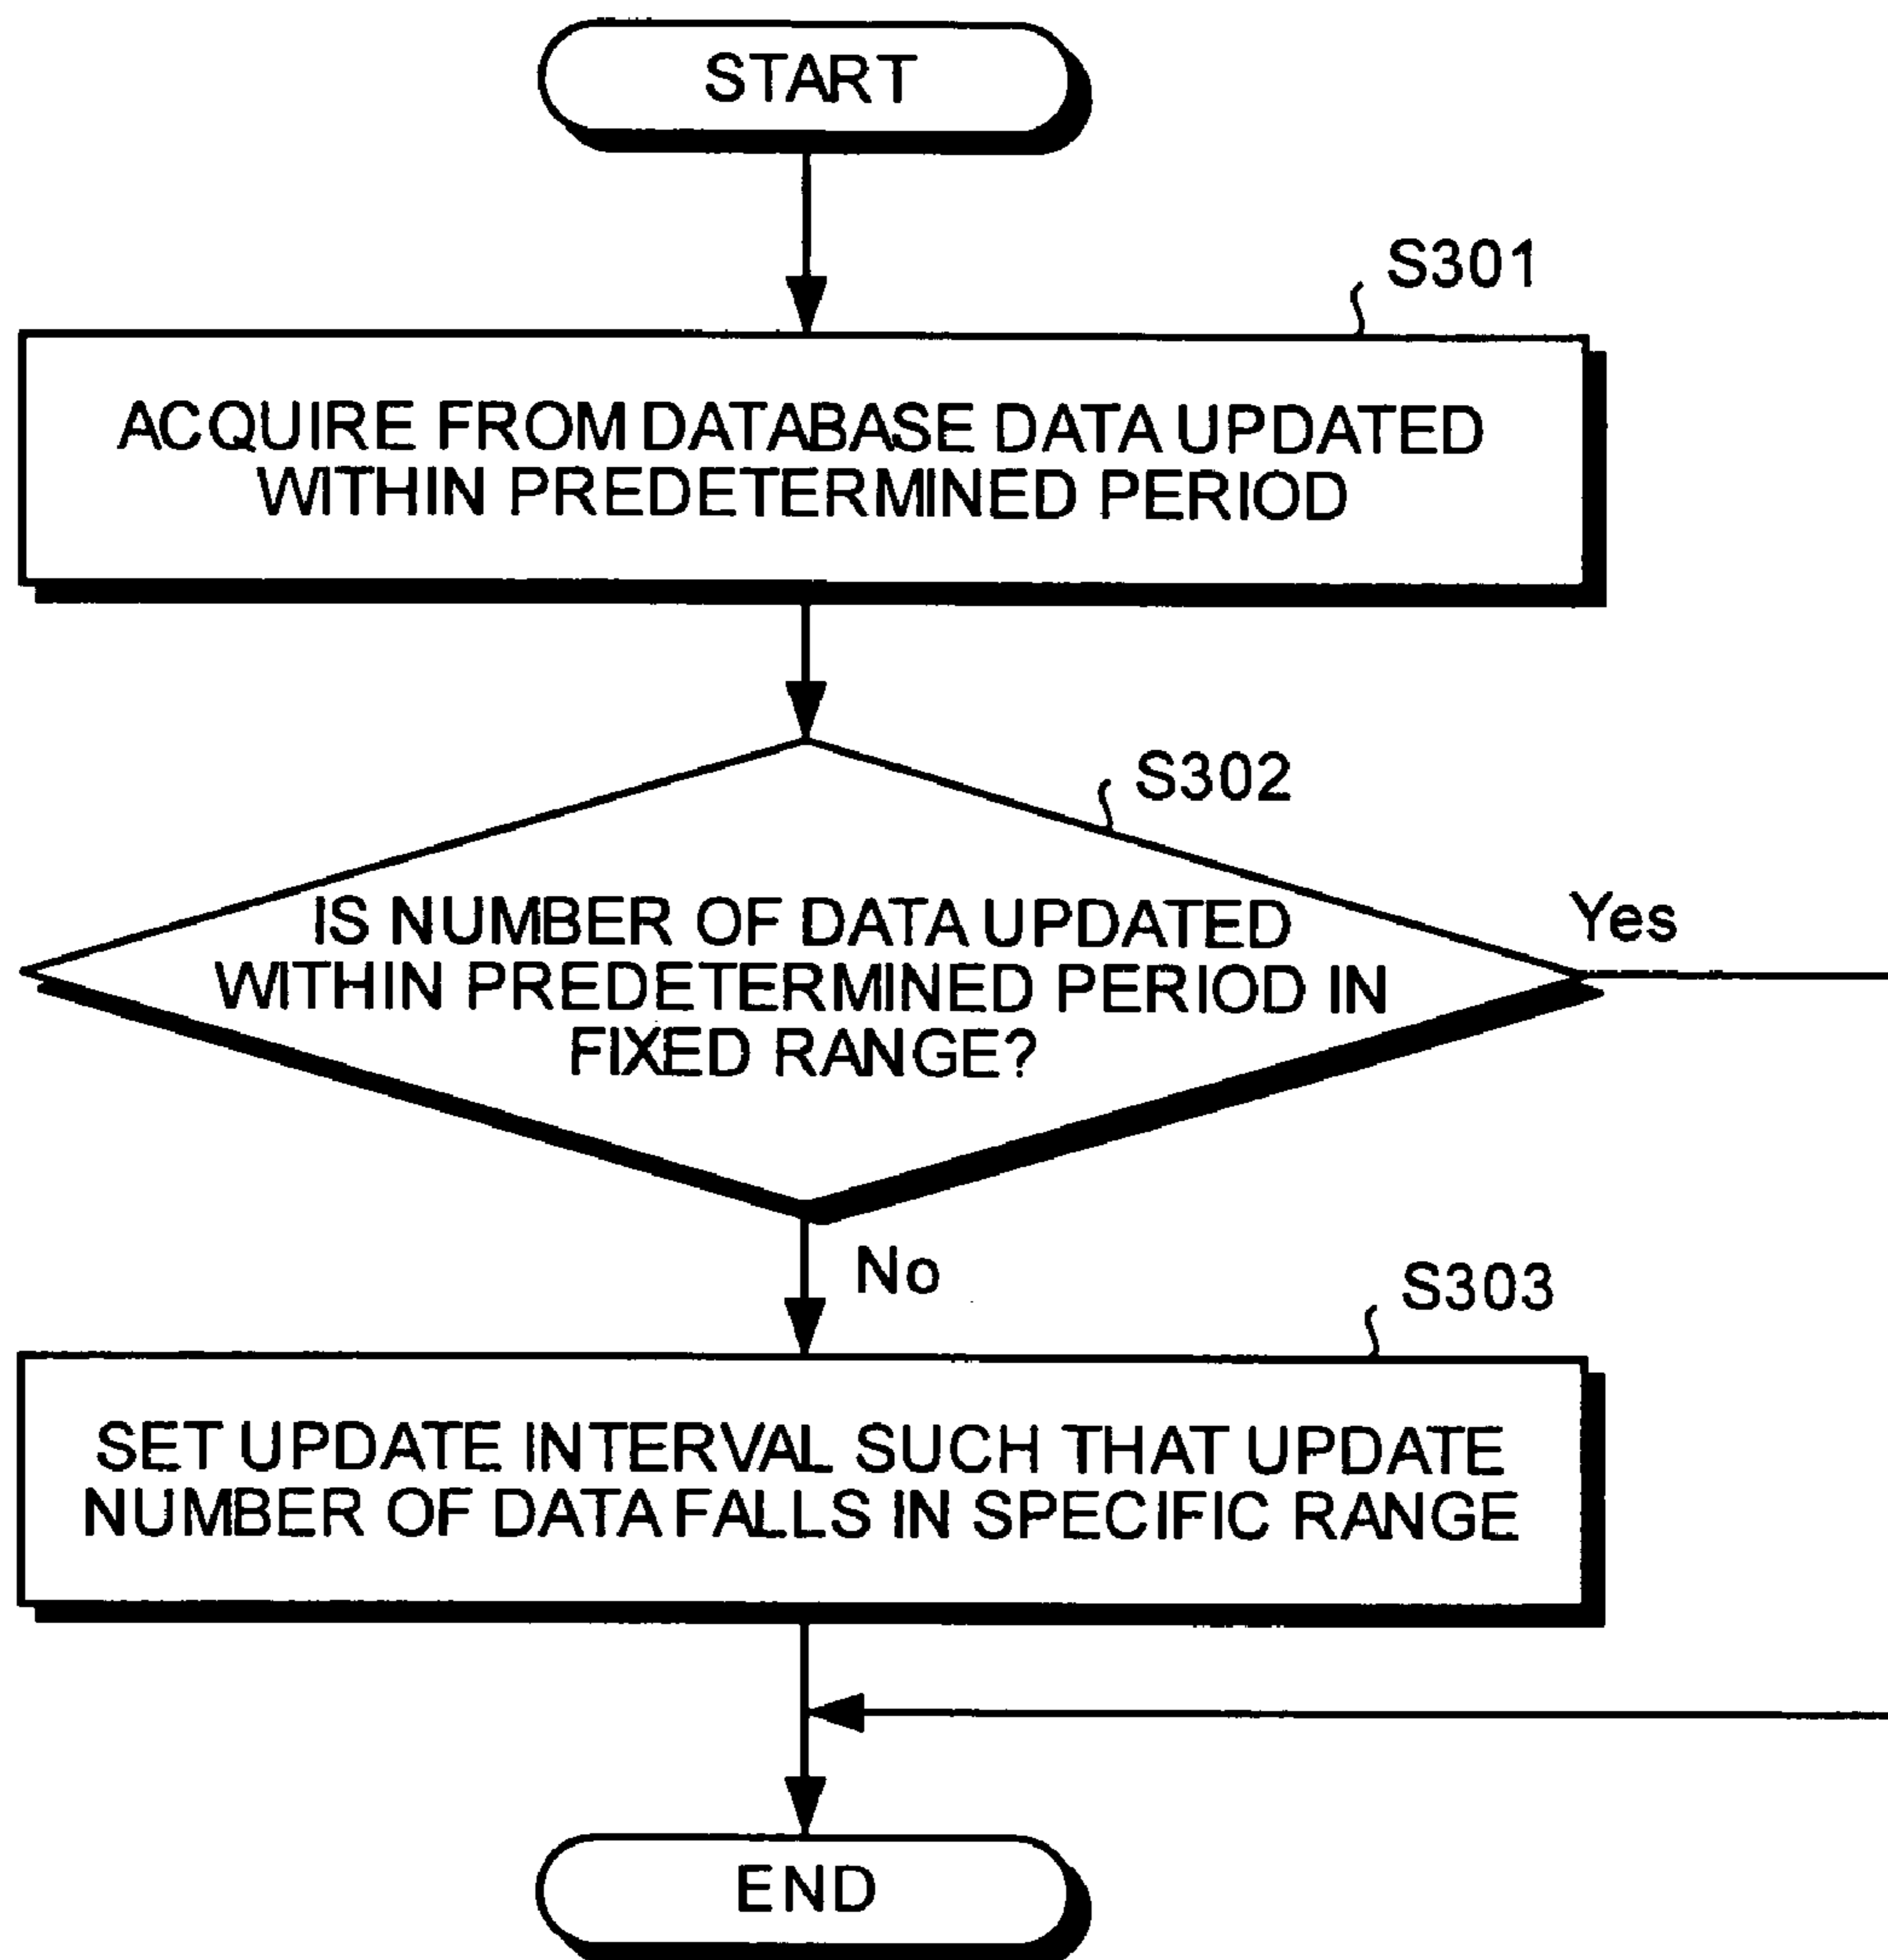 START
S301
ACQUIRE FROM DATABASE DATA UPDATED
WITHIN PREDETERMINED PERIOD
S302
IS NUMBER OF DATA UPDATED
WITHIN PREDETERMINED PERIOD IN
FIXED RANGE?
Yes
No
S303
SET UPDATE INTERVAL SUCH THAT UPDATE
NUMBER OF DATA FALLS IN SPECIFIC RANGE
END